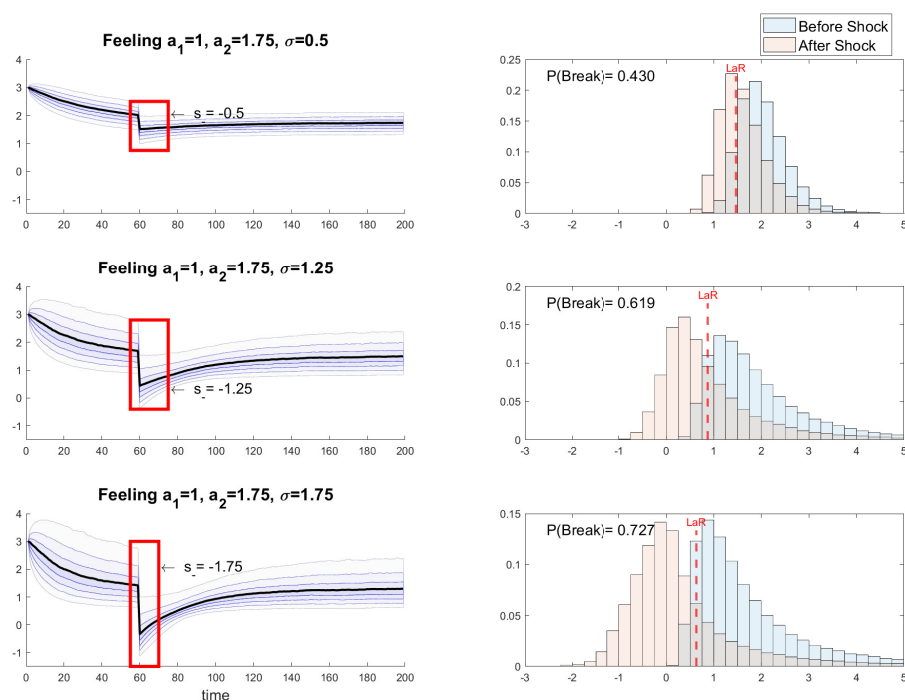 Feeling a₁=1, a₂=1.75, σ=0.5
4
3
2
1
0
-1
← s_= -0.5
0 20 40 60 80 100 120 140 160 180 200
Before Shock
After Shock
0.25
0.2
0.15
0.1
0.05
0
P(Break)= 0.430
LaR
-3 -2 -1 0 1 2 3 4 5
Feeling a₁=1, a₂=1.75, σ=1.25
4
3
2
1
0
-1
← s_= -1.25
0 20 40 60 80 100 120 140 160 180 200
0.2
0.15
0.1
0.05
0
P(Break)= 0.619
LaR
-3 -2 -1 0 1 2 3 4 5
Feeling a₁=1, a₂=1.75, σ=1.75
4
3
2
1
0
-1
← s_= -1.75
0 20 40 60 80 100 120 140 160 180 200
time
0.15
0.1
0.05
0
P(Break)= 0.727
LaR
-3 -2 -1 0 1 2 3 4 5